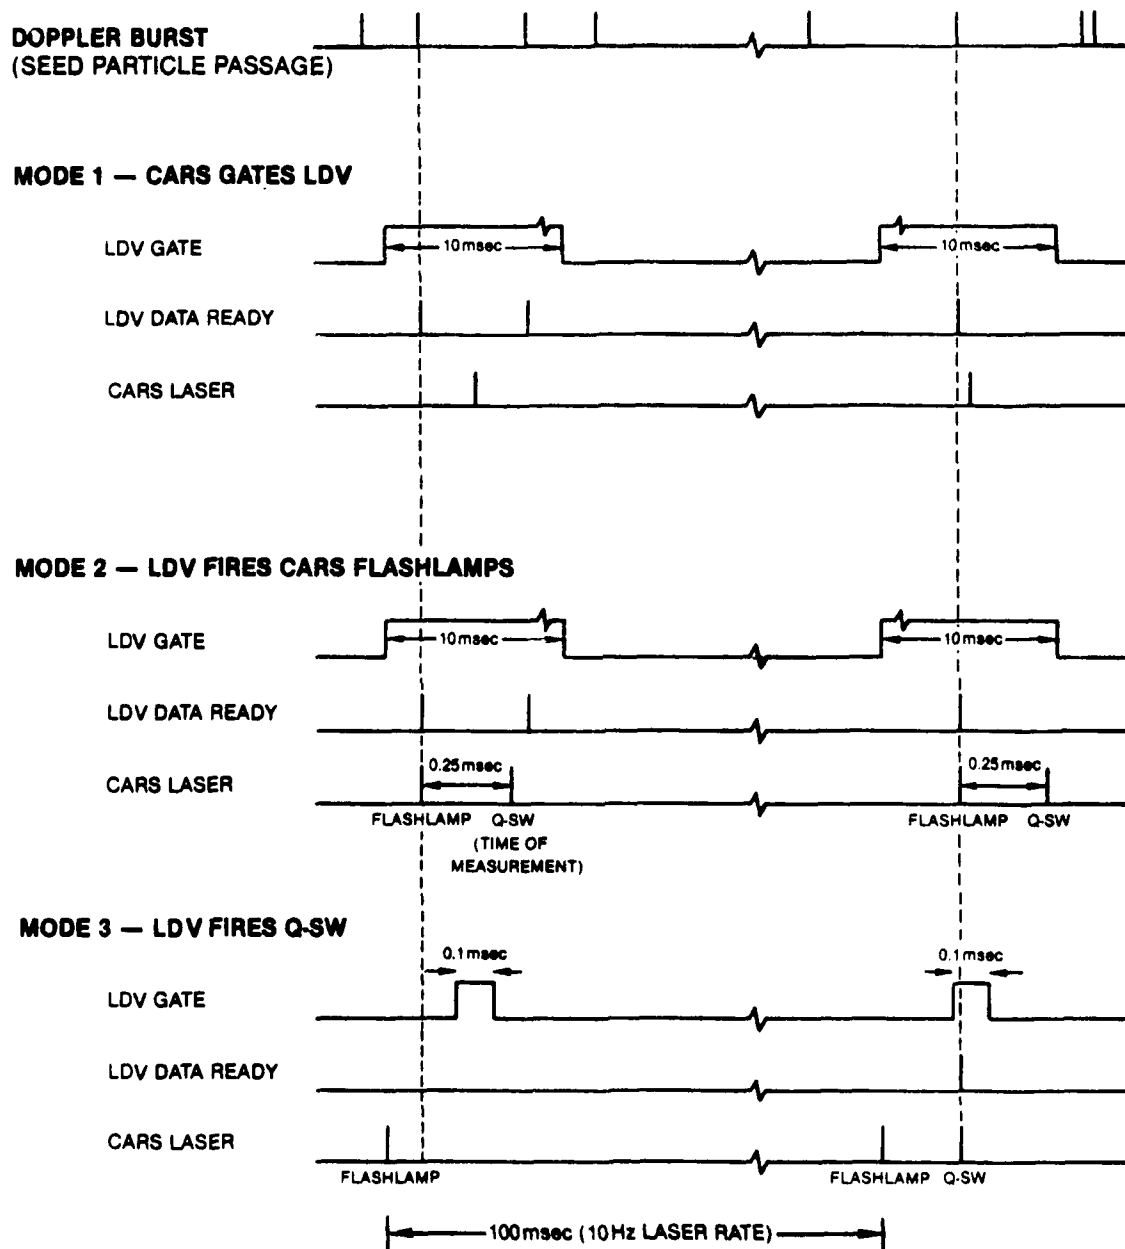 DOPPLER BURST
(SEED PARTICLE PASSAGE)
MODE 1 — CARS GATES LDV
LDV GATE
10 msec
10 msec
LDV DATA READY
CARS LASER
MODE 2 — LDV FIRES CARS FLASHLAMPS
LDV GATE
10 msec
10 msec
LDV DATA READY
CARS LASER
0.25 msec
0.25 msec
FLASHLAMP
Q-SW
FLASHLAMP
Q-SW
(TIME OF
MEASUREMENT)
MODE 3 — LDV FIRES Q-SW
0.1 msec
0.1 msec
LDV GATE
LDV DATA READY
CARS LASER
FLASHLAMP
FLASHLAMP
Q-SW
100 msec (10 Hz LASER RATE)